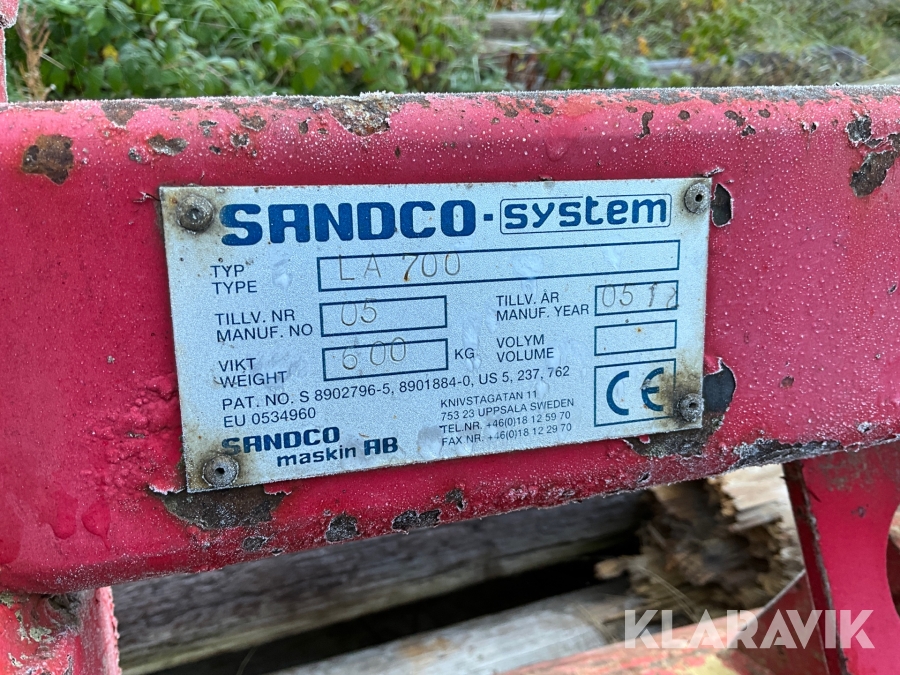 SANDCO-system
TYP
TYPE
LA 700
TILLV. NR
MANUF. NO
05
TILLV. ÅR
MANUF. YEAR
05
VIKT
WEIGHT
600 KG
VOLYM
VOLUME
PAT. NO. S 8902796-5, 8901884-0, US 5, 237, 762
EU 0534960
CE
KNIVSTAGATAN 11
753 23 UPPSALA SWEDEN
TEL.NR. +46(0)18 12 59 70
FAX NR. +46(0)18 12 29 70
SANDCO
maskin AB
KLARAVIK